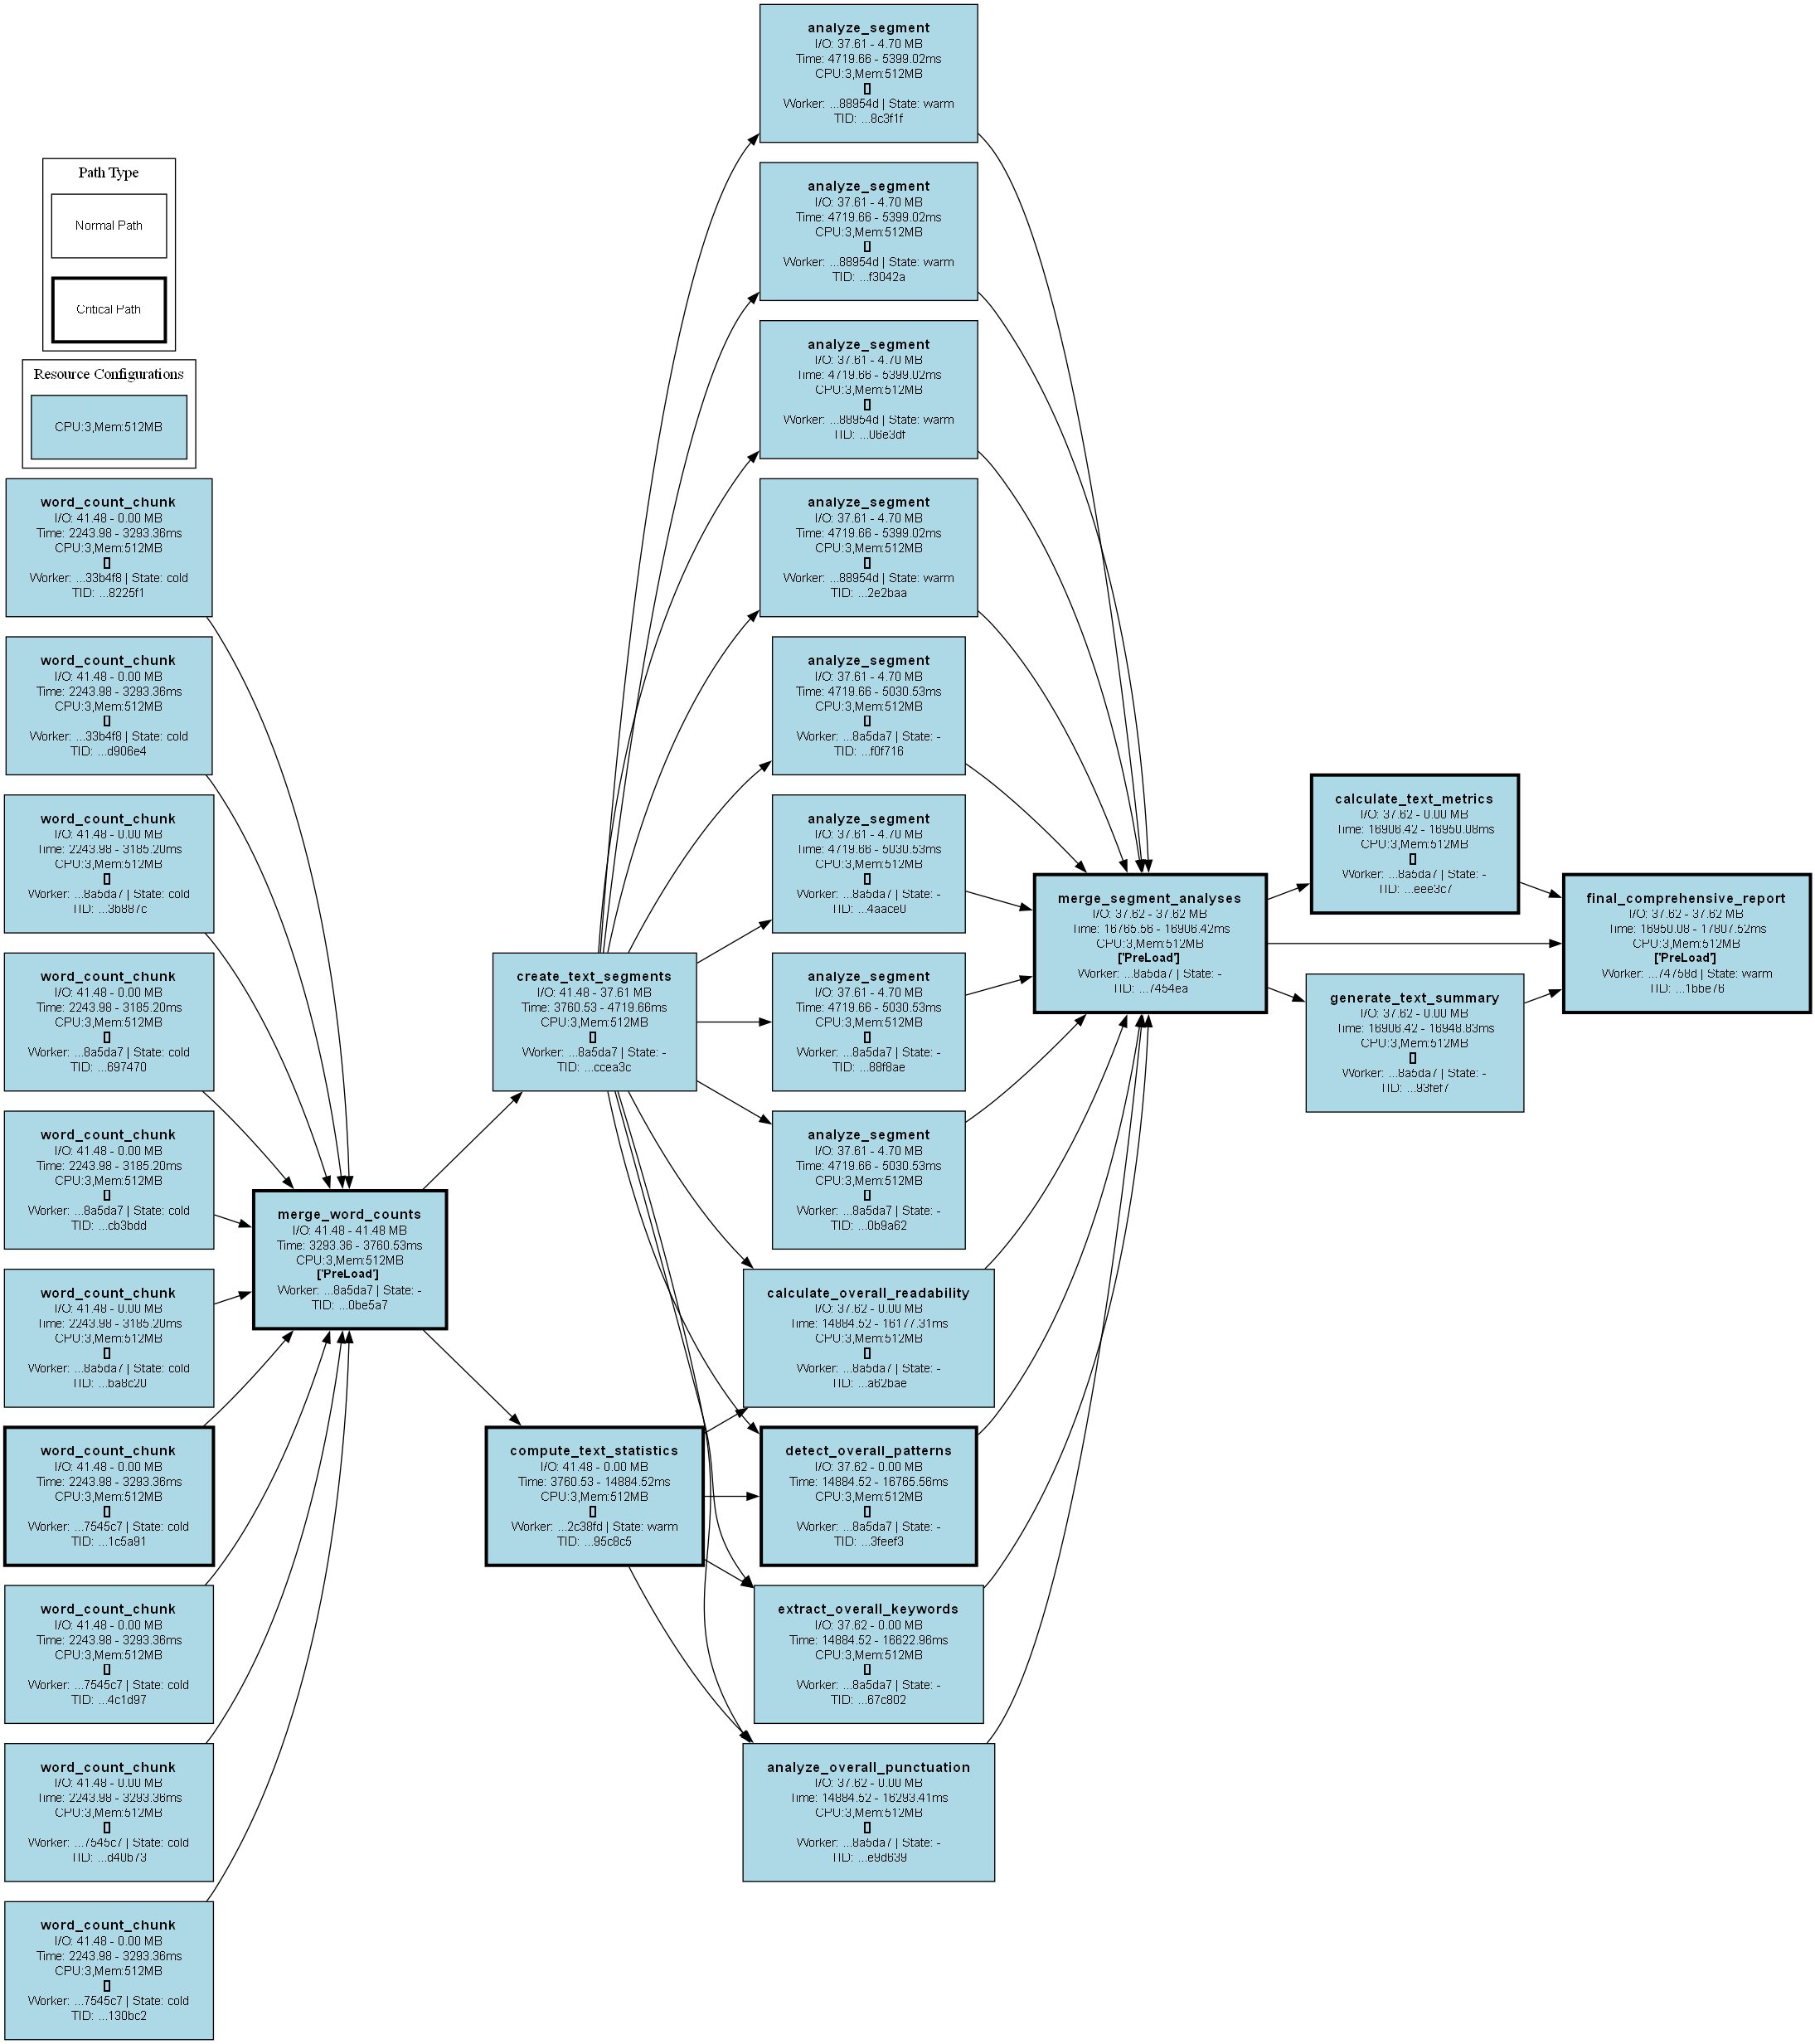 Path Type
Normal Path
Critical Path
Resource Configurations
CPU:3,Mem:512MB
word_count_chunk
I/O: 41.48 - 0.00 MB
Time: 2243.98 - 3293.36ms
CPU:3,Mem:512MB
[]
Worker: ...33b4f8 | State: cold
TID: ...8225f1
word_count_chunk
I/O: 41.48 - 0.00 MB
Time: 2243.98 - 3293.36ms
CPU:3,Mem:512MB
[]
Worker: ...33b4f8 | State: cold
TID: ...d906e4
word_count_chunk
I/O: 41.48 - 0.00 MB
Time: 2243.98 - 3185.20ms
CPU:3,Mem:512MB
[]
Worker: ...8a5da7 | State: cold
TID: ...3b887c
word_count_chunk
I/O: 41.48 - 0.00 MB
Time: 2243.98 - 3185.20ms
CPU:3,Mem:512MB
[]
Worker: ...8a5da7 | State: cold
TID: ...697470
word_count_chunk
I/O: 41.48 - 0.00 MB
Time: 2243.98 - 3185.20ms
CPU:3,Mem:512MB
[]
Worker: ...8a5da7 | State: cold
TID: ...cb3bdd
word_count_chunk
I/O: 41.48 - 0.00 MB
Time: 2243.98 - 3185.20ms
CPU:3,Mem:512MB
[]
Worker: ...8a5da7 | State: cold
TID: ...ba8c20
word_count_chunk
I/O: 41.48 - 0.00 MB
Time: 2243.98 - 3293.36ms
CPU:3,Mem:512MB
[]
Worker: ...7545c7 | State: cold
TID: ...1c5a91
word_count_chunk
I/O: 41.48 - 0.00 MB
Time: 2243.98 - 3293.36ms
CPU:3,Mem:512MB
[]
Worker: ...7545c7 | State: cold
TID: ...4c1d97
word_count_chunk
I/O: 41.48 - 0.00 MB
Time: 2243.98 - 3293.36ms
CPU:3,Mem:512MB
[]
Worker: ...7545c7 | State: cold
TID: ...d40b73
word_count_chunk
I/O: 41.48 - 0.00 MB
Time: 2243.98 - 3293.36ms
CPU:3,Mem:512MB
[]
Worker: ...7545c7 | State: cold
TID: ...130bc2
merge_word_counts
I/O: 41.48 - 41.48 MB
Time: 3293.36 - 3760.53ms
CPU:3,Mem:512MB
['PreLoad']
Worker: ...8a5da7 | State: -
TID: ...0be5a7
create_text_segments
I/O: 41.48 - 37.61 MB
Time: 3760.53 - 4719.66ms
CPU:3,Mem:512MB
[]
Worker: ...8a5da7 | State: -
TID: ...ccea3c
compute_text_statistics
I/O: 41.48 - 0.00 MB
Time: 3760.53 - 14884.52ms
CPU:3,Mem:512MB
[]
Worker: ...2c38fd | State: warm
TID: ...95c8c5
analyze_segment
I/O: 37.61 - 4.70 MB
Time: 4719.66 - 5399.02ms
CPU:3,Mem:512MB
[]
Worker: ...88954d | State: warm
TID: ...8c3f1f
analyze_segment
I/O: 37.61 - 4.70 MB
Time: 4719.66 - 5399.02ms
CPU:3,Mem:512MB
[]
Worker: ...88954d | State: warm
TID: ...f3042a
analyze_segment
I/O: 37.61 - 4.70 MB
Time: 4719.66 - 5399.02ms
CPU:3,Mem:512MB
[]
Worker: ...88954d | State: warm
TID: ...06e3df
analyze_segment
I/O: 37.61 - 4.70 MB
Time: 4719.66 - 5399.02ms
CPU:3,Mem:512MB
[]
Worker: ...88954d | State: warm
TID: ...2e2baa
analyze_segment
I/O: 37.61 - 4.70 MB
Time: 4719.66 - 5030.53ms
CPU:3,Mem:512MB
[]
Worker: ...8a5da7 | State: -
TID: ...f0f716
analyze_segment
I/O: 37.61 - 4.70 MB
Time: 4719.66 - 5030.53ms
CPU:3,Mem:512MB
[]
Worker: ...8a5da7 | State: -
TID: ...4aace0
analyze_segment
I/O: 37.61 - 4.70 MB
Time: 4719.66 - 5030.53ms
CPU:3,Mem:512MB
[]
Worker: ...8a5da7 | State: -
TID: ...88f8ae
analyze_segment
I/O: 37.61 - 4.70 MB
Time: 4719.66 - 5030.53ms
CPU:3,Mem:512MB
[]
Worker: ...8a5da7 | State: -
TID: ...0b9a62
calculate_overall_readability
I/O: 37.62 - 0.00 MB
Time: 14884.52 - 16177.31ms
CPU:3,Mem:512MB
[]
Worker: ...8a5da7 | State: -
TID: ...a62bae
detect_overall_patterns
I/O: 37.62 - 0.00 MB
Time: 14884.52 - 16765.56ms
CPU:3,Mem:512MB
[]
Worker: ...8a5da7 | State: -
TID: ...3feef3
extract_overall_keywords
I/O: 37.62 - 0.00 MB
Time: 14884.52 - 16622.96ms
CPU:3,Mem:512MB
[]
Worker: ...8a5da7 | State: -
TID: ...67c802
analyze_overall_punctuation
I/O: 37.62 - 0.00 MB
Time: 14884.52 - 16293.41ms
CPU:3,Mem:512MB
[]
Worker: ...8a5da7 | State: -
TID: ...e9d639
merge_segment_analyses
I/O: 37.62 - 37.62 MB
Time: 16765.56 - 16906.42ms
CPU:3,Mem:512MB
['PreLoad']
Worker: ...8a5da7 | State: -
TID: ...7454ea
calculate_text_metrics
I/O: 37.62 - 0.00 MB
Time: 16906.42 - 16950.08ms
CPU:3,Mem:512MB
[]
Worker: ...8a5da7 | State: -
TID: ...eee3c7
generate_text_summary
I/O: 37.62 - 0.00 MB
Time: 16906.42 - 16948.83ms
CPU:3,Mem:512MB
[]
Worker: ...8a5da7 | State: -
TID: ...93fef7
final_comprehensive_report
I/O: 37.62 - 37.62 MB
Time: 16950.08 - 17807.52ms
CPU:3,Mem:512MB
['PreLoad']
Worker: ...74758d | State: warm
TID: ...1bbe76